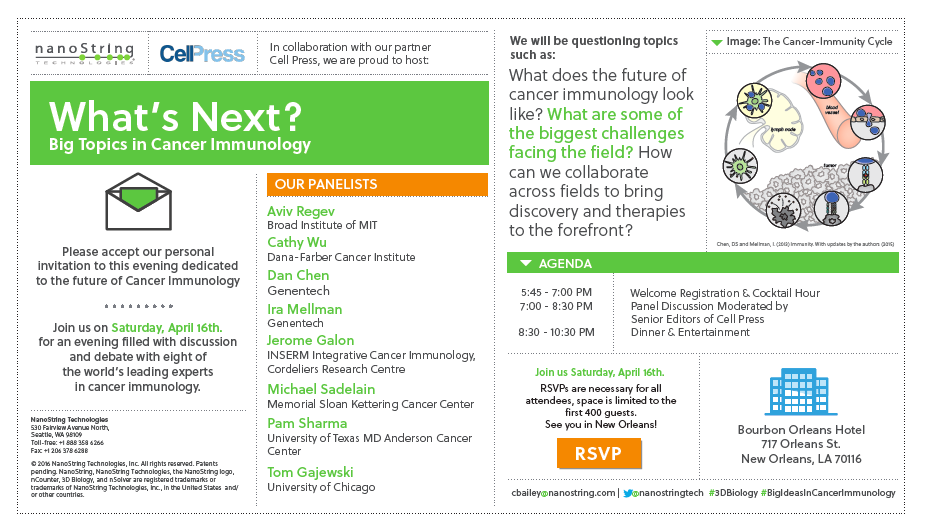 nanoString
TECHNOLOGIES
CellPress
In collaboration with our partner
Cell Press, we are proud to host:
What's Next?
Big Topics in Cancer Immunology
Please accept our personal
invitation to this evening dedicated
to the future of Cancer Immunology
Join us on Saturday, April 16th.
for an evening filled with discussion
and debate with eight of
the world's leading experts
in cancer immunology.
NanoString Technologies
530 Fairview Avenue North,
Seattle, WA 98109
Toll-free: +1 888 358 6266
Fax: +1 206 378 6288
© 2016 NanoString Technologies, Inc. All rights reserved. Patents
pending. NanoString, NanoString Technologies, the NanoString logo,
nCounter, 3D Biology, and nSolver are registered trademarks or
trademarks of NanoString Technologies, Inc., in the United States and/
or other countries.
OUR PANELISTS
Aviv Regev
Broad Institute of MIT
Cathy Wu
Dana-Farber Cancer Institute
Dan Chen
Genentech
Ira Mellman
Genentech
Jerome Galon
INSERM Integrative Cancer Immunology,
Cordeliers Research Centre
Michael Sadelain
Memorial Sloan Kettering Cancer Center
Pam Sharma
University of Texas MD Anderson Cancer
Center
Tom Gajewski
University of Chicago
We will be questioning topics
such as:
What does the future of
cancer immunology look
like? What are some of
the biggest challenges
facing the field? How
can we collaborate
across fields to bring
discovery and therapies
to the forefront?
Image: The Cancer-Immunity Cycle
blood
vessel
lymph node
tumor
Chen, DS and Mellman, I. (2013) Immunity. With updates by the authors (2015)
AGENDA
5:45 - 7:00 PM Welcome Registration & Cocktail Hour
7:00 - 8:30 PM Panel Discussion Moderated by
Senior Editors of Cell Press
8:30 - 10:30 PM Dinner & Entertainment
Join us Saturday, April 16th.
RSVPs are necessary for all
attendees, space is limited to the
first 400 guests.
See you in New Orleans!
RSVP
Bourbon Orleans Hotel
717 Orleans St.
New Orleans, LA 70116
cbailey@nanostring.com | @nanostringtech #3DBiology #BigIdeasInCancerImmunology